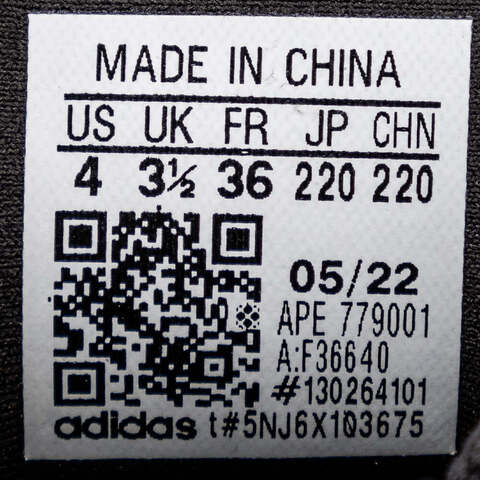 MADE IN CHINA
US UK FR JP CHN
4 3½ 36 220 220
05/22
APE 779001
A:F36640
#130264101
adidas t#5NJ6X103675